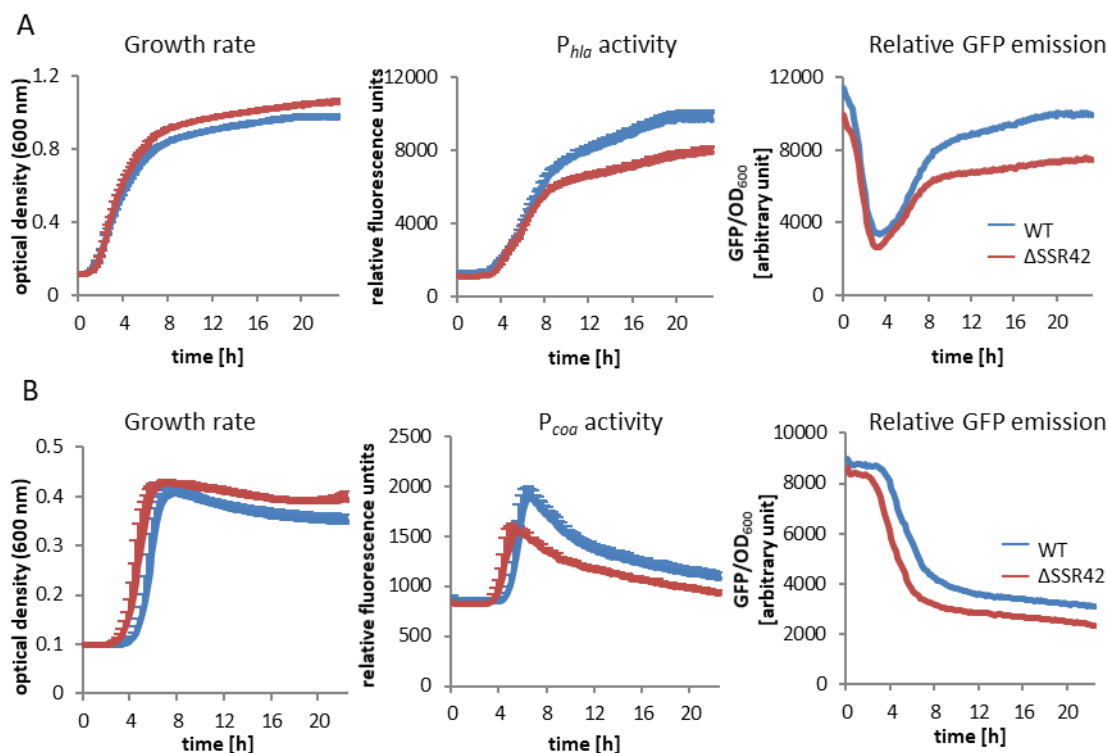 A
Growth rate
optical density (600 nm)
1.2
0.8
0.4
0
0 4 8 12 16 20
time [h]
Phla activity
relative fluorescence units
12000
8000
4000
0
0 4 8 12 16 20
time [h]
Relative GFP emission
GFP/OD600
[arbitrary unit]
12000
8000
4000
0
0 4 8 12 16 20
time [h]
WT
ΔSSR42
B
Growth rate
optical density (600 nm)
0.5
0.4
0.3
0.2
0.1
0
0 4 8 12 16 20
time [h]
Pcoa activity
relative fluorescence untits
2500
2000
1500
1000
500
0
0 4 8 12 16 20
time [h]
Relative GFP emission
GFP/OD600
[arbitrary unit]
10000
8000
6000
4000
2000
0
0 4 8 12 16 20
time [h]
WT
ΔSSR42